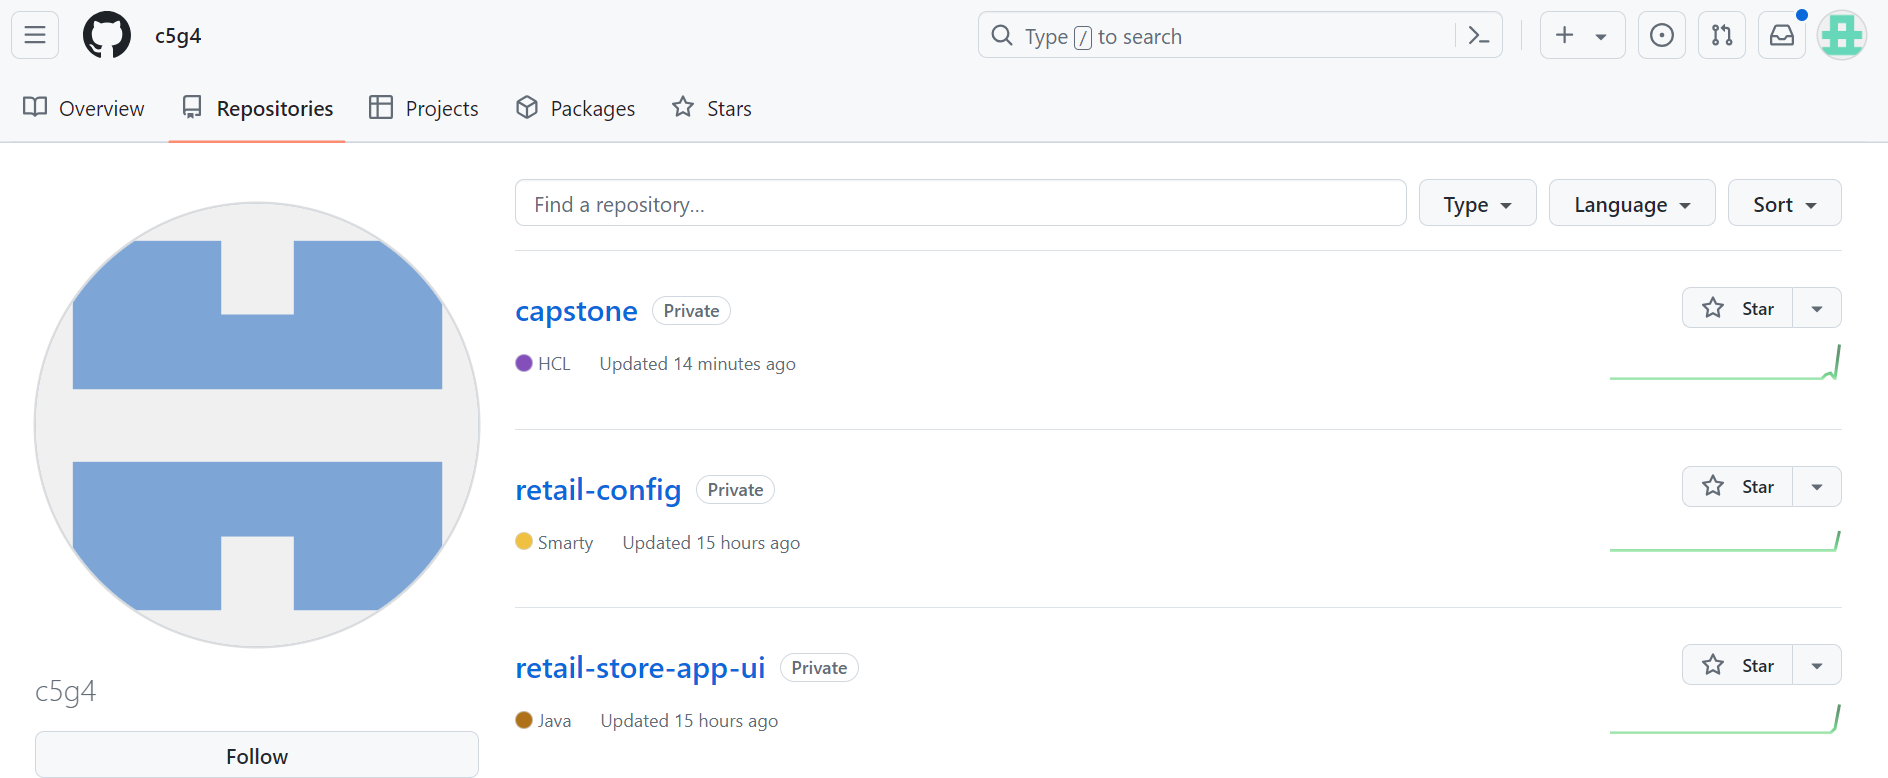 c5g4
Type / to search
Overview
Repositories
Projects
Packages
Stars
Find a repository...
Type
Language
Sort
capstone Private
Star
HCL Updated 14 minutes ago
retail-config Private
Star
Smarty Updated 15 hours ago
retail-store-app-ui Private
Star
Java Updated 15 hours ago
c5g4
Follow